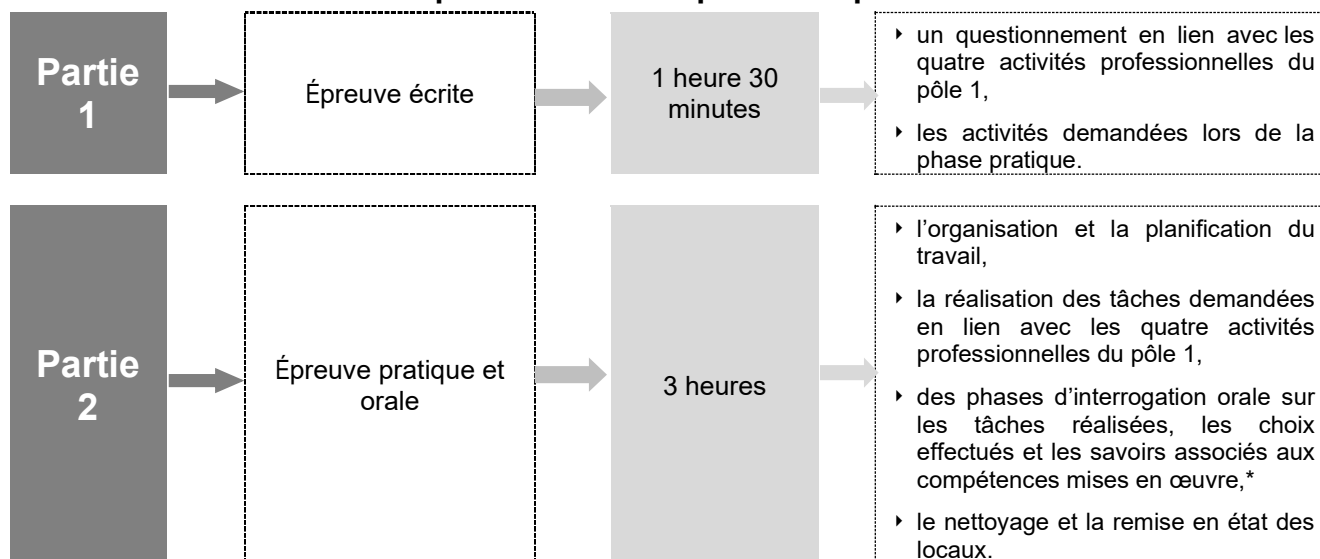 Partie
1
Épreuve écrite
1 heure 30
minutes
‣ un questionnement en lien avec les
quatre activités professionnelles du
pôle 1,
‣ les activités demandées lors de la
phase pratique.
Partie
2
Épreuve pratique et
orale
3 heures
‣ l’organisation et la planification du
travail,
‣ la réalisation des tâches demandées
en lien avec les quatre activités
professionnelles du pôle 1,
‣ des phases d’interrogation orale sur
les tâches réalisées, les choix
effectués et les savoirs associés aux
compétences mises en œuvre,*
‣ le nettoyage et la remise en état des
locaux.